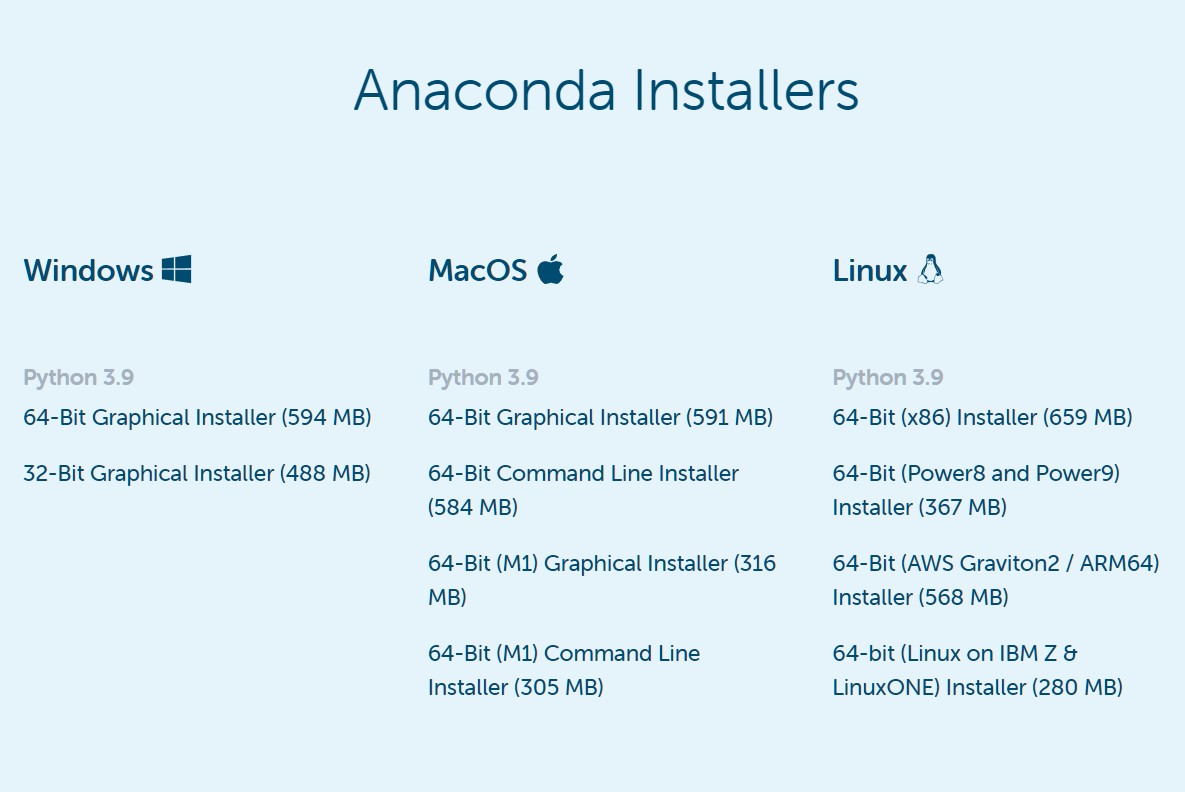 Anaconda Installers
Windows
Python 3.9
64-Bit Graphical Installer (594 MB)
32-Bit Graphical Installer (488 MB)
MacOS
Python 3.9
64-Bit Graphical Installer (591 MB)
64-Bit Command Line Installer
(584 MB)
64-Bit (M1) Graphical Installer (316
MB)
64-Bit (M1) Command Line
Installer (305 MB)
Linux
Python 3.9
64-Bit (x86) Installer (659 MB)
64-Bit (Power8 and Power9)
Installer (367 MB)
64-Bit (AWS Graviton2 / ARM64)
Installer (568 MB)
64-bit (Linux on IBM Z &
LinuxONE) Installer (280 MB)